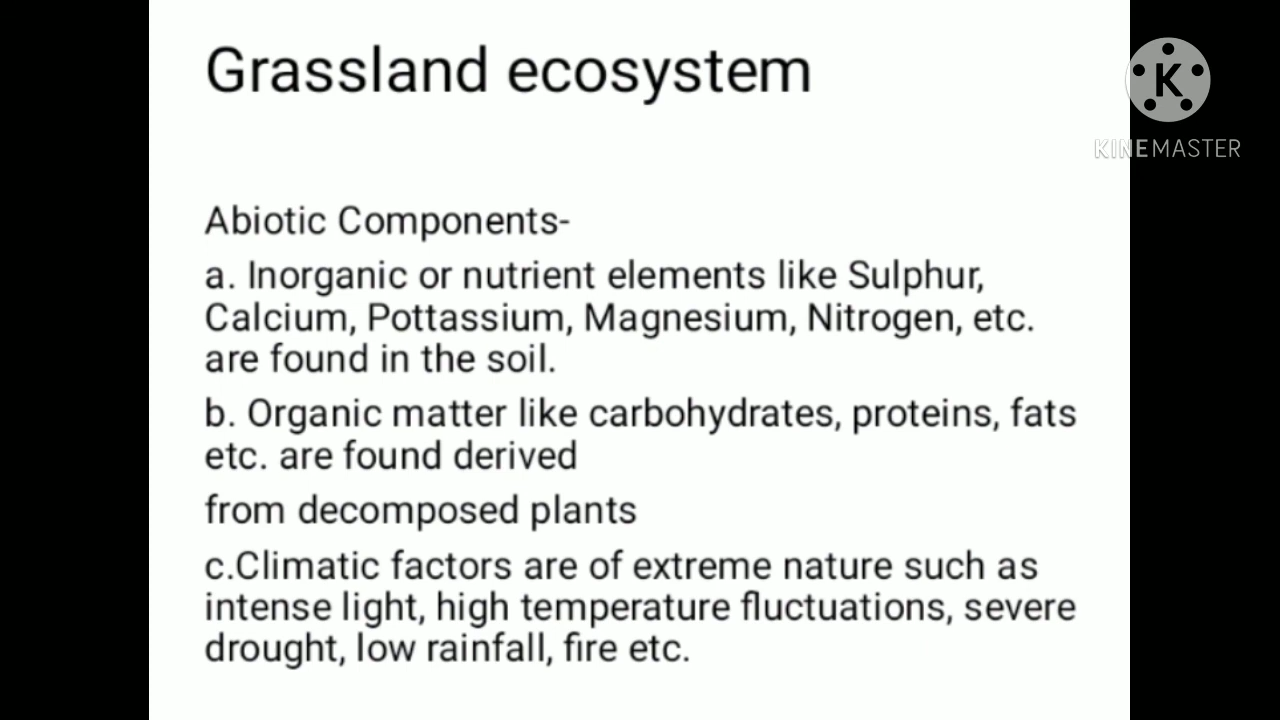 Grassland ecosystem
K
KINEMASTER
Abiotic Components-
a. Inorganic or nutrient elements like Sulphur,
Calcium, Pottassium, Magnesium, Nitrogen, etc.
are found in the soil.
b. Organic matter like carbohydrates, proteins, fats
etc. are found derived
from decomposed plants
c.Climatic factors are of extreme nature such as
intense light, high temperature fluctuations, severe
drought, low rainfall, fire etc.